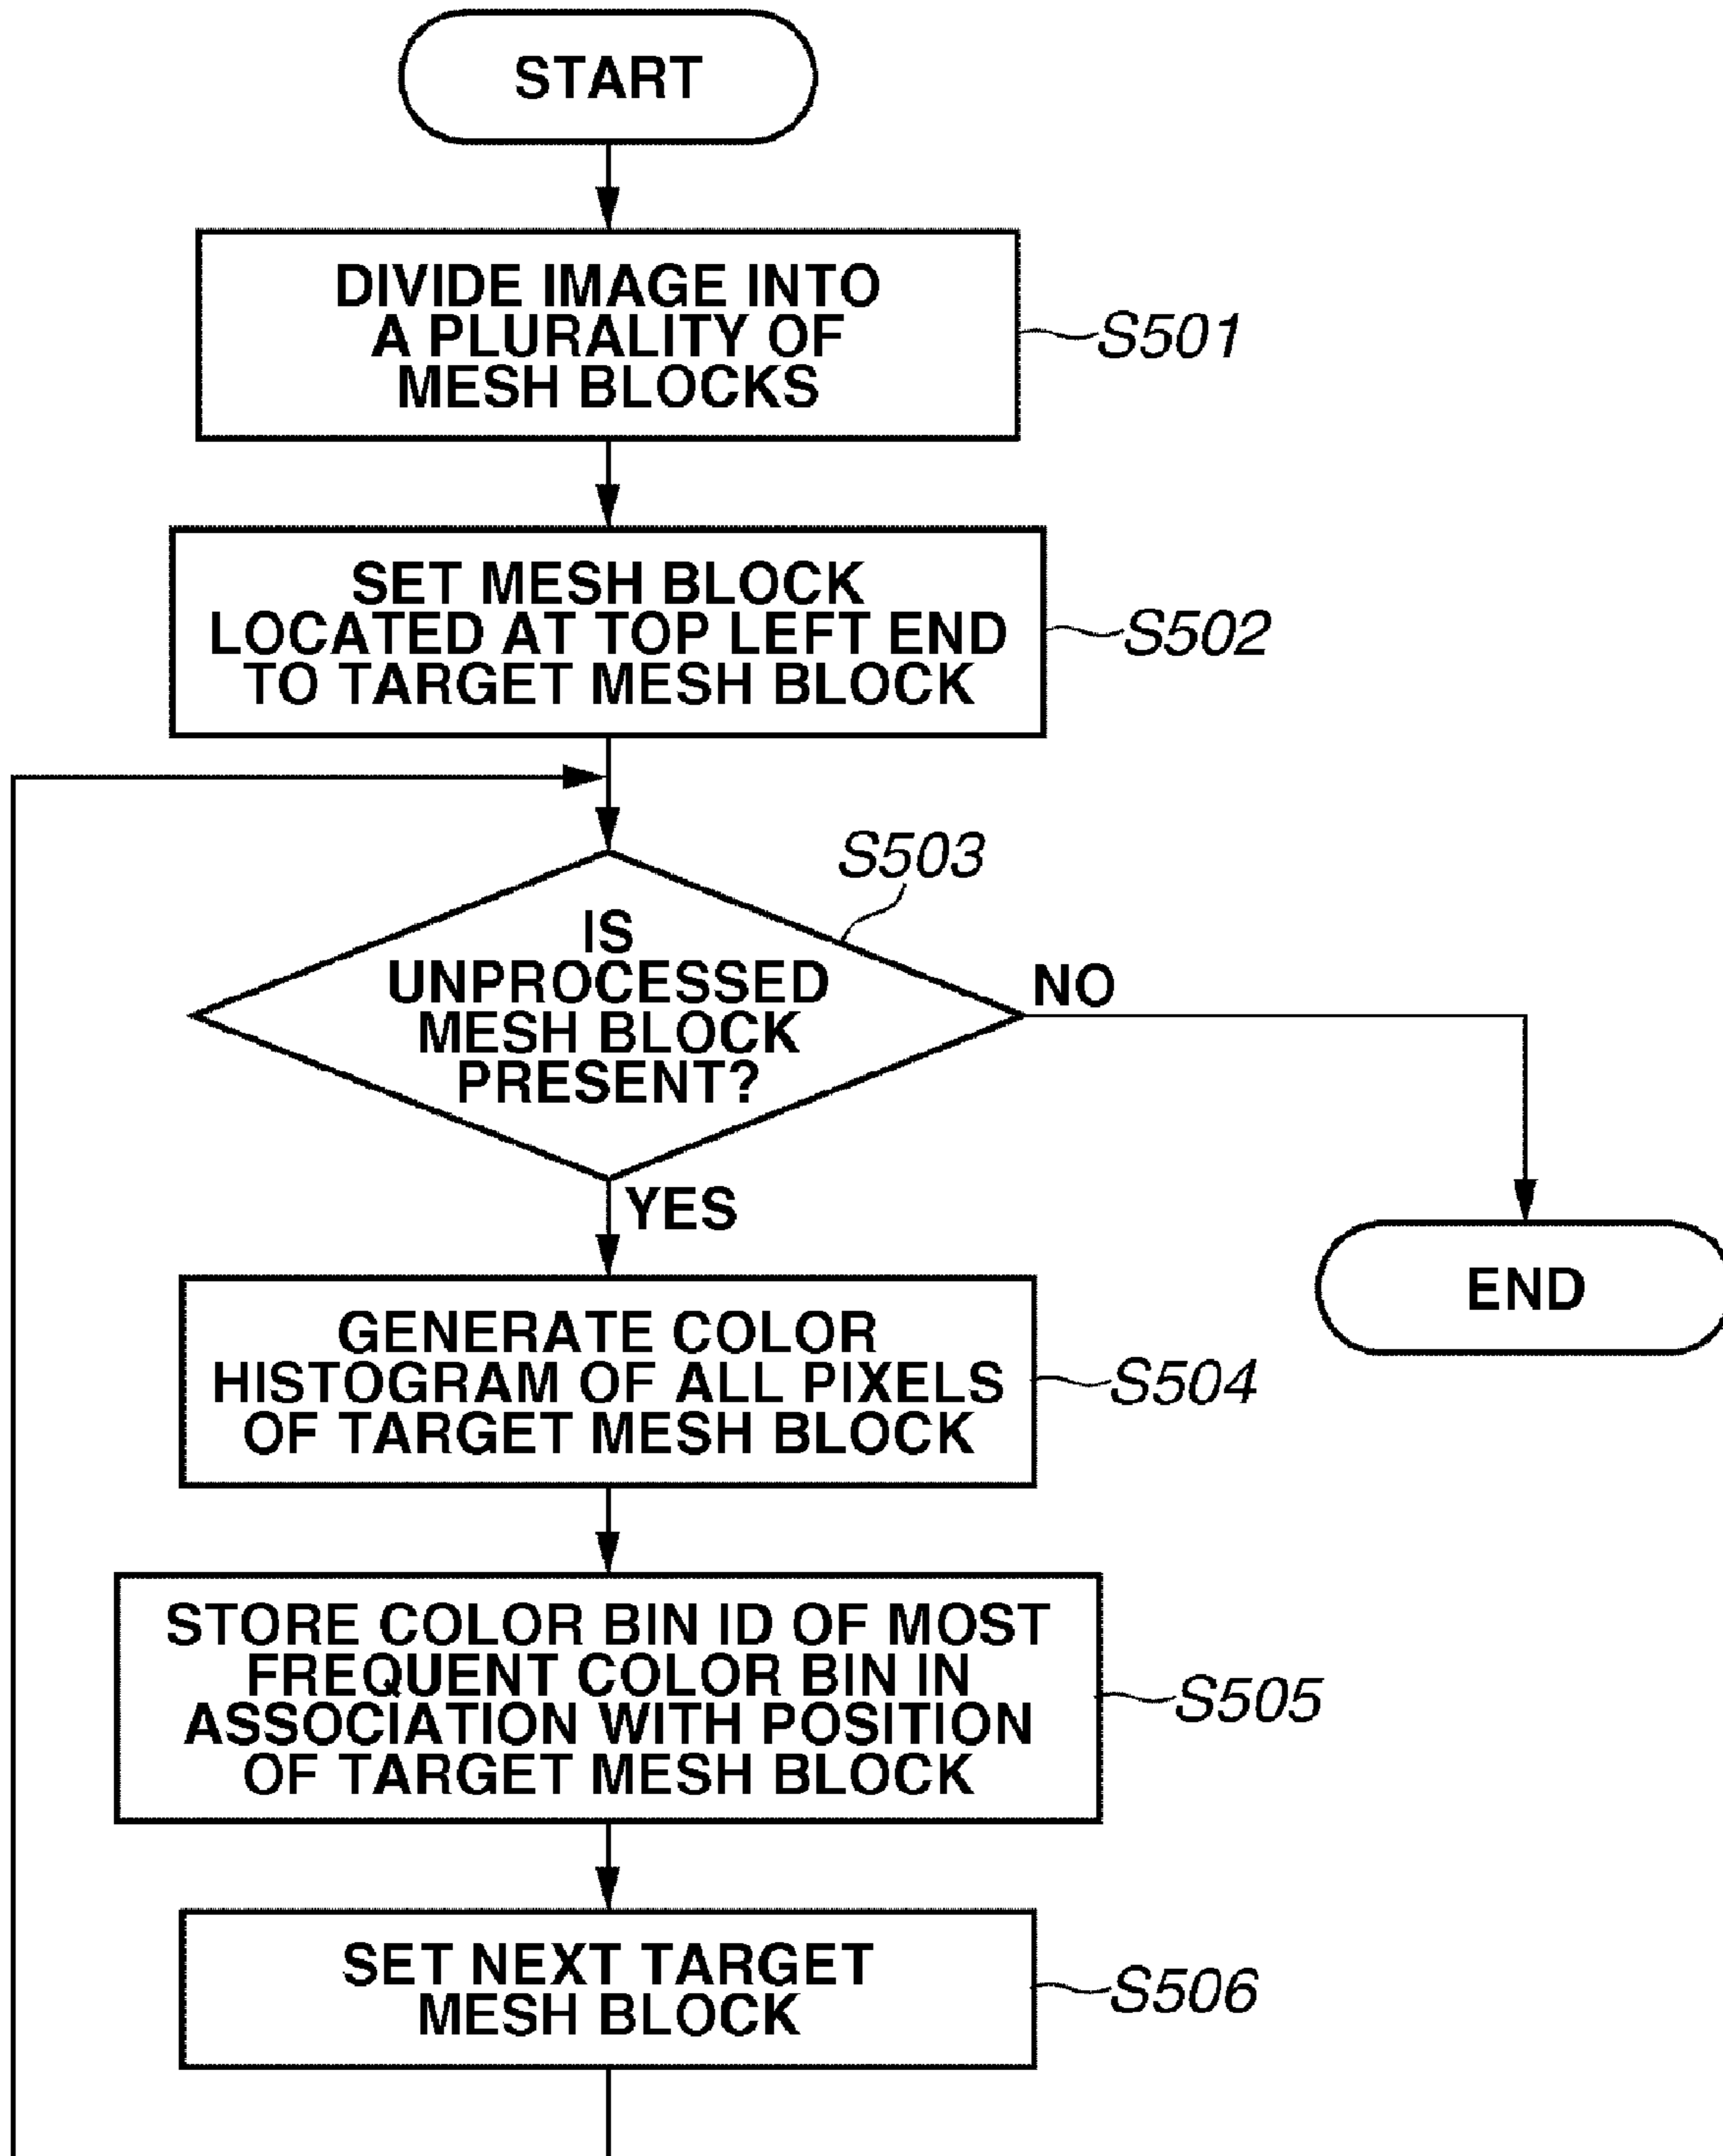 START
DIVIDE IMAGE INTO
A PLURALITY OF
MESH BLOCKS
S501
SET MESH BLOCK
LOCATED AT TOP LEFT END
TO TARGET MESH BLOCK
S502
S503
IS
UNPROCESSED
MESH BLOCK
PRESENT?
NO
YES
END
GENERATE COLOR
HISTOGRAM OF ALL PIXELS
OF TARGET MESH BLOCK
S504
STORE COLOR BIN ID OF MOST
FREQUENT COLOR BIN IN
ASSOCIATION WITH POSITION
OF TARGET MESH BLOCK
S505
SET NEXT TARGET
MESH BLOCK
S506